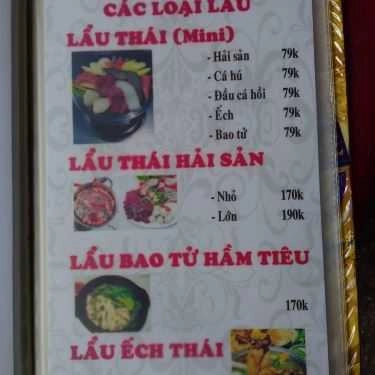 CÁC LOẠI LẨU
LẨU THÁI (Mini)
- Hải sản 79k
- Cá hú 79k
- Đầu cá hồi 79k
- Ếch 79k
- Bao tử 79k
LẨU THÁI HẢI SẢN
- Nhỏ 170k
- Lớn 190k
LẨU BAO TỬ HẦM TIÊU
170k
LẨU ẾCH THÁI